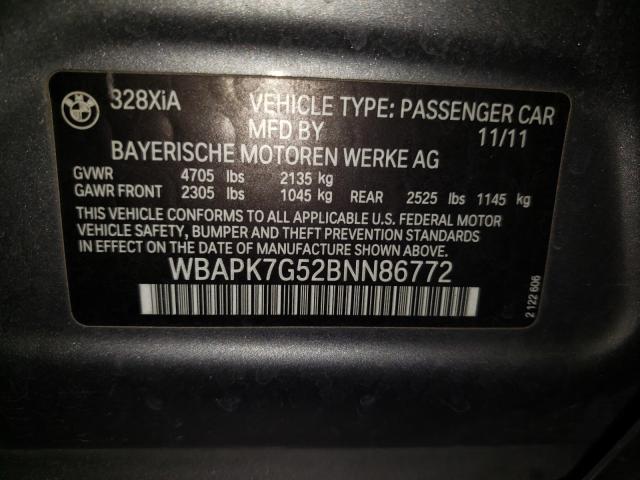 BMW 328XiA VEHICLE TYPE: PASSENGER CAR
MFD BY 11/11
BAYERISCHE MOTOREN WERKE AG
GVWR 4705 lbs 2135 kg
GAWR FRONT 2305 lbs 1045 kg REAR 2525 lbs 1145 kg
THIS VEHICLE CONFORMS TO ALL APPLICABLE U.S. FEDERAL MOTOR
VEHICLE SAFETY, BUMPER AND THEFT PREVENTION STANDARDS
IN EFFECT ON THE DATE OF MANUFACTURE SHOWN ABOVE
WBAPK7G52BNN86772
2 122 606